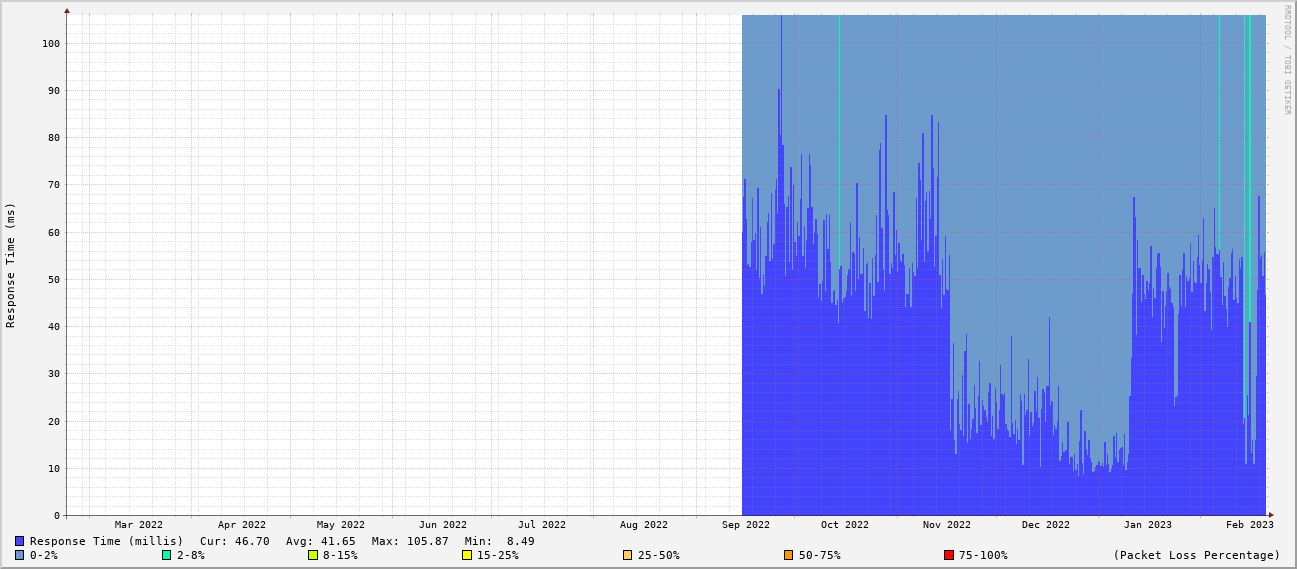 RRDTOOL / TOBI OETIKER
Response Time (ms)
100
90
80
70
60
50
40
30
20
10
0
Mar 2022 Apr 2022 May 2022 Jun 2022 Jul 2022 Aug 2022 Sep 2022 Oct 2022 Nov 2022 Dec 2022 Jan 2023 Feb 2023
Response Time (millis) Cur: 46.70 Avg: 41.65 Max: 105.87 Min: 8.49
0-2% 2-8% 8-15% 15-25% 25-50% 50-75% 75-100% (Packet Loss Percentage)